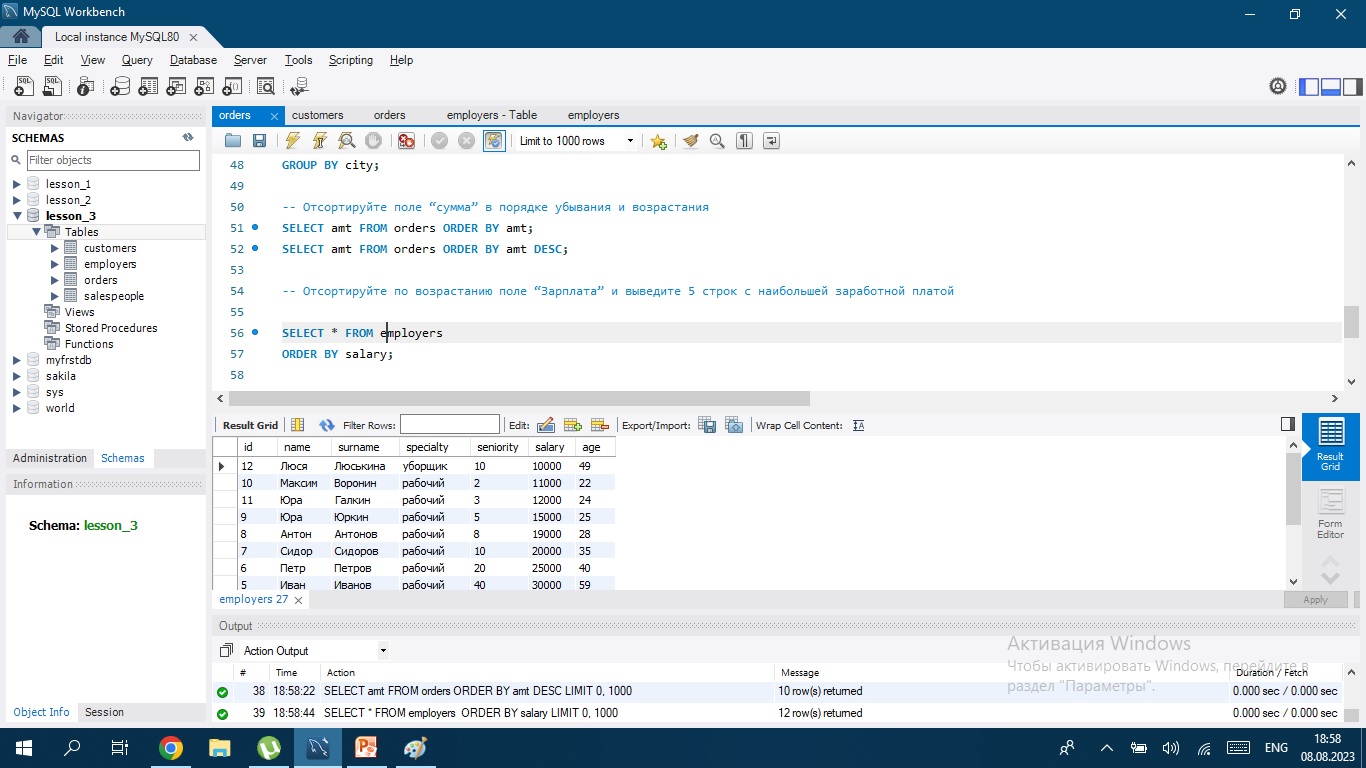 MySQL Workbench
Local instance MySQL80
File Edit View Query Database Server Tools Scripting Help
Navigator
SCHEMAS
Filter objects
lesson_1
lesson_2
lesson_3
Tables
customers
employers
orders
salespeople
Views
Stored Procedures
Functions
myfrstdb
sakila
sys
world
Administration Schemas
Information
Schema: lesson_3
Object Info Session
orders customers orders employers - Table employers
Limit to 1000 rows
48 GROUP BY city;
49
50 -- Отсортируйте поле “сумма” в порядке убывания и возрастания
51 SELECT amt FROM orders ORDER BY amt;
52 SELECT amt FROM orders ORDER BY amt DESC;
53
54 -- Отсортируйте по возрастанию поле “Зарплата” и выведите 5 строк с наибольшей заработной платой
55
56 SELECT * FROM employers
57 ORDER BY salary;
58
Result Grid Filter Rows: Edit: Export/Import: Wrap Cell Content:
id name surname specialty seniority salary age
12 Люся Люськина уборщик 10 10000 49
10 Максим Воронин рабочий 2 11000 22
11 Юра Галкин рабочий 3 12000 24
9 Юра Юркин рабочий 5 15000 25
8 Антон Антонов рабочий 8 19000 28
7 Сидор Сидоров рабочий 10 20000 35
6 Петр Петров рабочий 20 25000 40
5 Иван Иванов рабочий 40 30000 59
Result
Grid
Form
Editor
employers 27
Apply
Output
Action Output
# Time Action Message Duration / Fetch
38 18:58:22 SELECT amt FROM orders ORDER BY amt DESC LIMIT 0, 1000 10 row(s) returned 0.000 sec / 0.000 sec
39 18:58:44 SELECT * FROM employers ORDER BY salary LIMIT 0, 1000 12 row(s) returned 0.000 sec / 0.000 sec
Активация Windows
Чтобы активировать Windows, перейдите в
раздел "Параметры".
ENG
18:58
08.08.2023